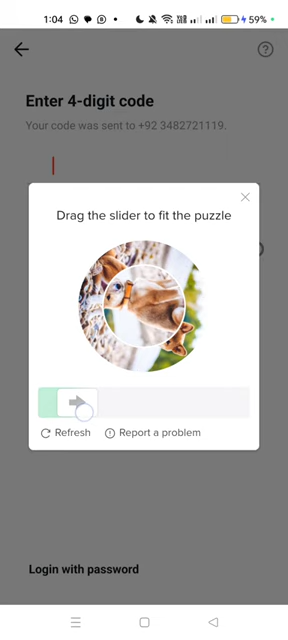 1:04
59%
Enter 4-digit code
Your code was sent to +92 3482721119.
Drag the slider to fit the puzzle
Refresh
Report a problem
Login with password